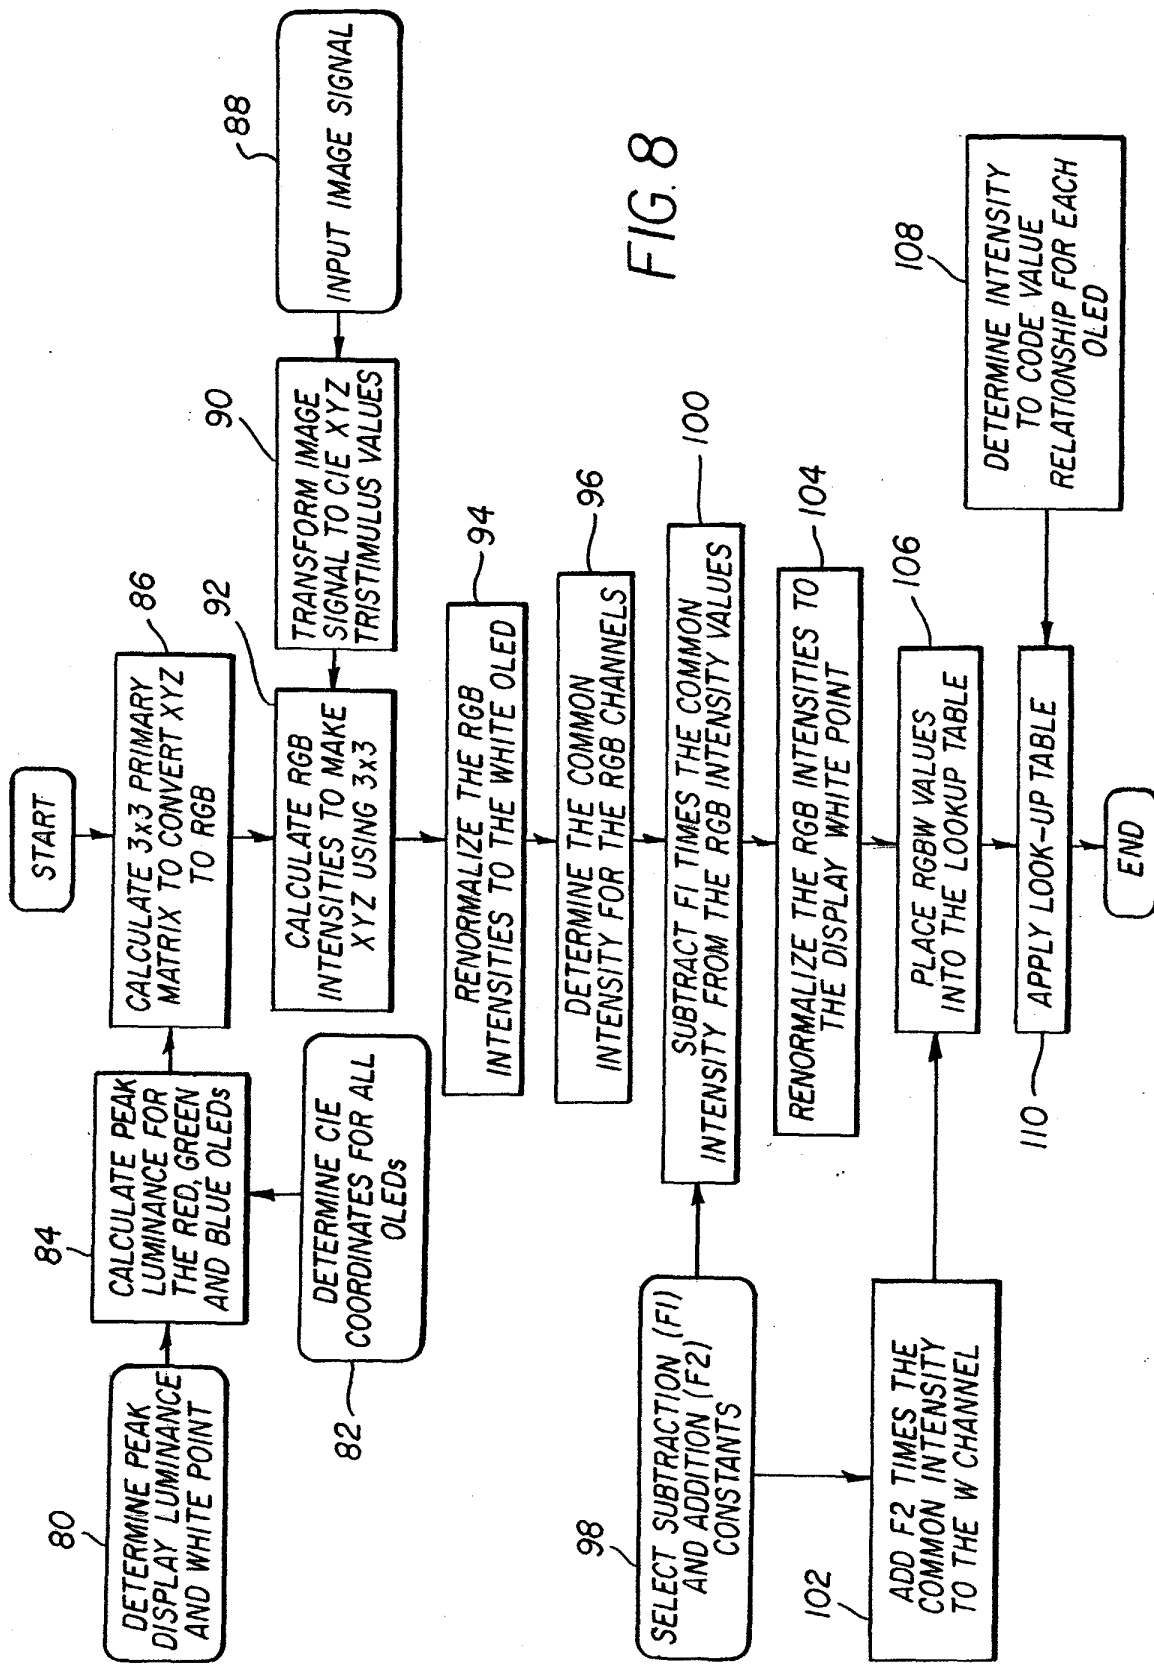 START
86
CALCULATE 3x3 PRIMARY
MATRIX TO CONVERT XYZ
TO RGB
80
DETERMINE PEAK
DISPLAY LUMINANCE
AND WHITE POINT
84
CALCULATE PEAK
LUMINANCE FOR
THE RED, GREEN
AND BLUE OLEDs
82
DETERMINE CIE
COORDINATES FOR ALL
OLEDs
88
INPUT IMAGE SIGNAL
90
TRANSFORM IMAGE
SIGNAL TO CIE XYZ
TRISTIMULUS VALUES
92
CALCULATE RGB
INTENSITIES TO MAKE
XYZ USING 3x3
94
RENORMALIZE THE RGB
INTENSITIES TO THE WHITE OLED
96
DETERMINE THE COMMON
INTENSITY FOR THE RGB CHANNELS
98
SELECT SUBTRACTION (F1)
AND ADDITION (F2)
CONSTANTS
100
SUBTRACT F1 TIMES THE COMMON
INTENSITY FROM THE RGB INTENSITY VALUES
102
ADD F2 TIMES THE
COMMON INTENSITY
TO THE W CHANNEL
104
RENORMALIZE THE RGB INTENSITIES TO
THE DISPLAY WHITE POINT
106
PLACE RGBW VALUES
INTO THE LOOKUP TABLE
108
DETERMINE INTENSITY
TO CODE VALUE
RELATIONSHIP FOR EACH
OLED
110
APPLY LOOK-UP TABLE
END
FIG. 8